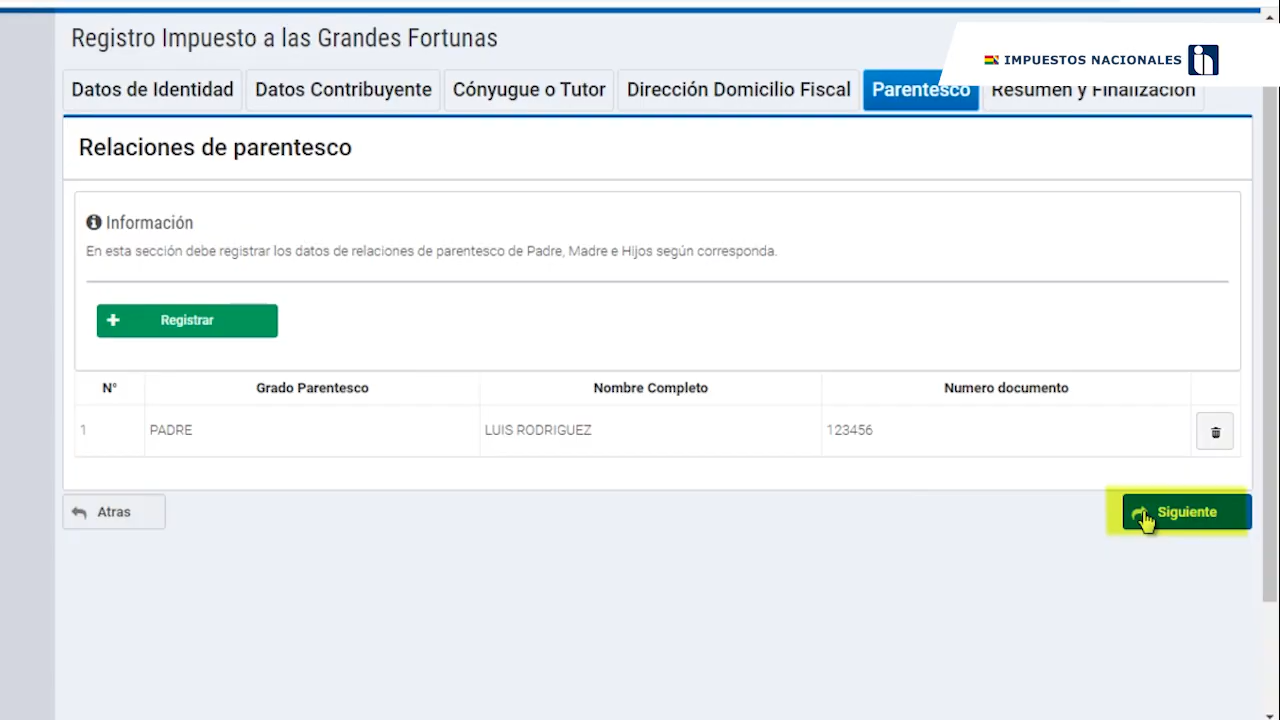 Registro Impuesto a las Grandes Fortunas
IMPUESTOS NACIONALES
Datos de Identidad
Datos Contribuyente
Cónyugue o Tutor
Dirección Domicilio Fiscal
Parentesco
Resumen y Finalización
Relaciones de parentesco
Información
En esta sección debe registrar los datos de relaciones de parentesco de Padre, Madre e Hijos según corresponda.
Registrar
N° Grado Parentesco Nombre Completo Numero documento
1 PADRE LUIS RODRIGUEZ 123456
Atras
Siguiente